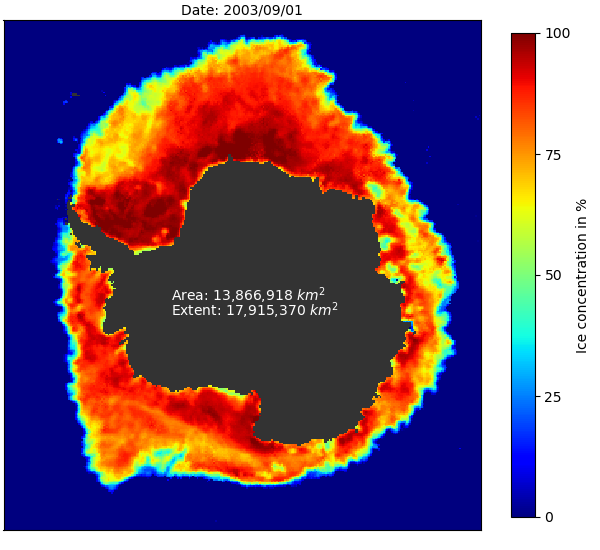 Date: 2003/09/01
100
75
50
25
0
Ice concentration in %
Area: 13,866,918 km²
Extent: 17,915,370 km²